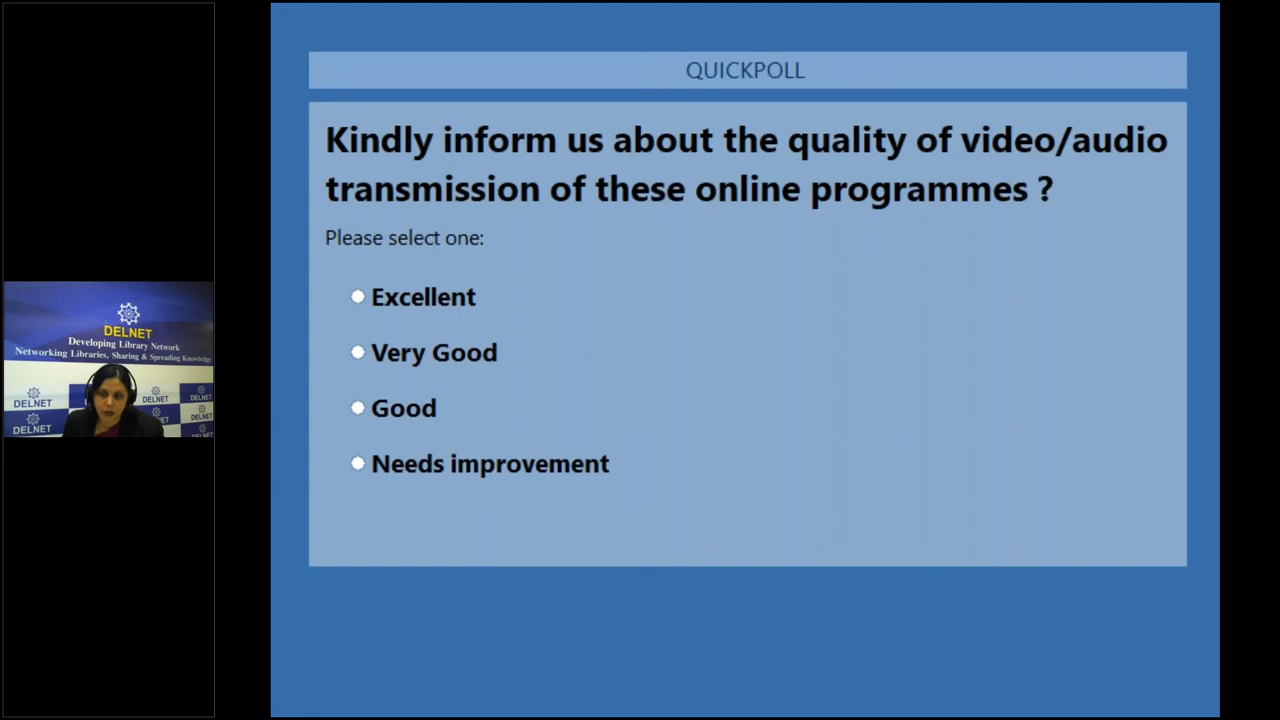 QUICKPOLL
Kindly inform us about the quality of video/audio
transmission of these online programmes ?
Please select one:
Excellent
Very Good
Good
Needs improvement
DELNET
Developing Library Network
Networking Libraries, Sharing & Spreading Knowledge
DELNET
DELNET
DELNET
DELNET
DELNET